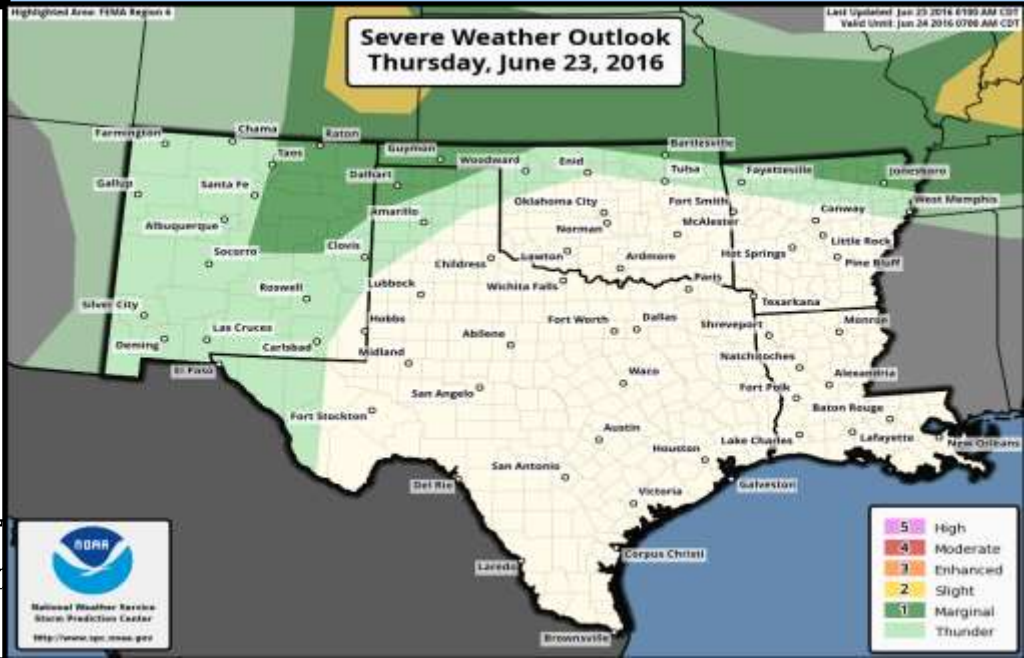 Highlighted Area: FEMA Region 6
Last Updated: Jun 23 2016 0100 AM CDT
Valid Until: Jun 24 2016 0700 AM CDT
Severe Weather Outlook
Thursday, June 23, 2016
Farmington
Chama
Raton
Taos
Guymon
Bartlesville
Woodward
Enid
Tulsa
Fayetteville
Jonesboro
Dalhart
Gallup
Santa Fe
Amarillo
Oklahoma City
Fort Smith
West Memphis
Conway
Albuquerque
Norman
McAlester
Little Rock
Clovis
Socorro
Childress
Lawton
Ardmore
Hot Springs
Pine Bluff
Roswell
Lubbock
Wichita Falls
Paris
Texarkana
Silver City
Hobbs
Fort Worth
Dallas
Shreveport
Monroe
Las Cruces
Abilene
Deming
Carlsbad
Midland
Natchitoches
El Paso
Waco
Alexandria
San Angelo
Fort Polk
Fort Stockton
Baton Rouge
Austin
Houston
Lake Charles
Lafayette
New Orleans
San Antonio
Del Rio
Victoria
Galveston
Corpus Christi
Laredo
Brownsville
NOAA
National Weather Service
Storm Prediction Center
http://www.spc.noaa.gov
5 High
4 Moderate
3 Enhanced
2 Slight
1 Marginal
Thunder